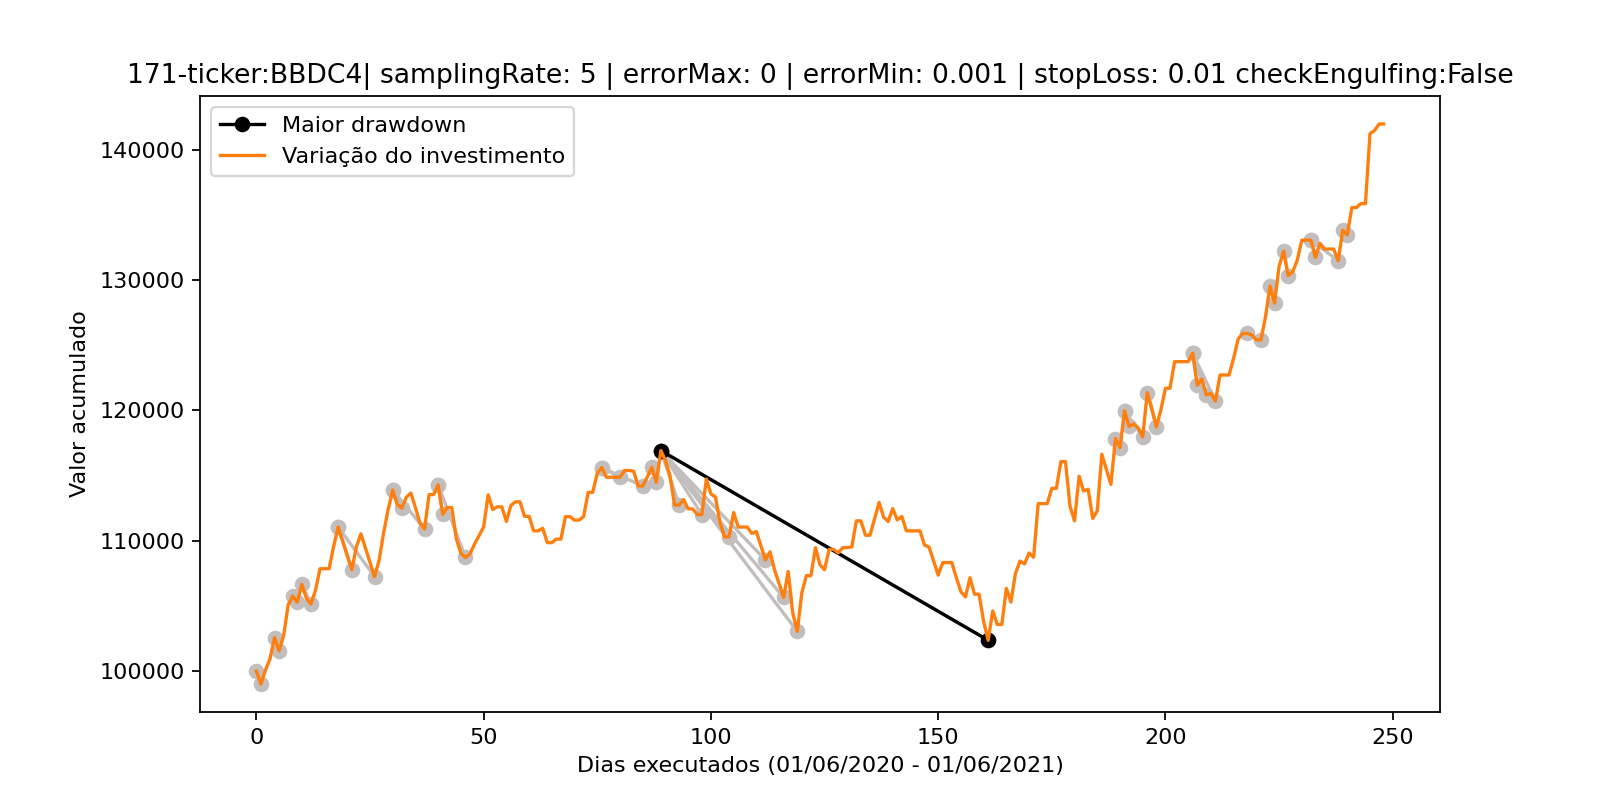 171-ticker:BBDC4| samplingRate: 5 | errorMax: 0 | errorMin: 0.001 | stopLoss: 0.01 checkEngulfing:False
Maior drawdown
Variação do investimento
140000
130000
120000
110000
100000
Valor acumulado
0 50 100 150 200 250
Dias executados (01/06/2020 - 01/06/2021)